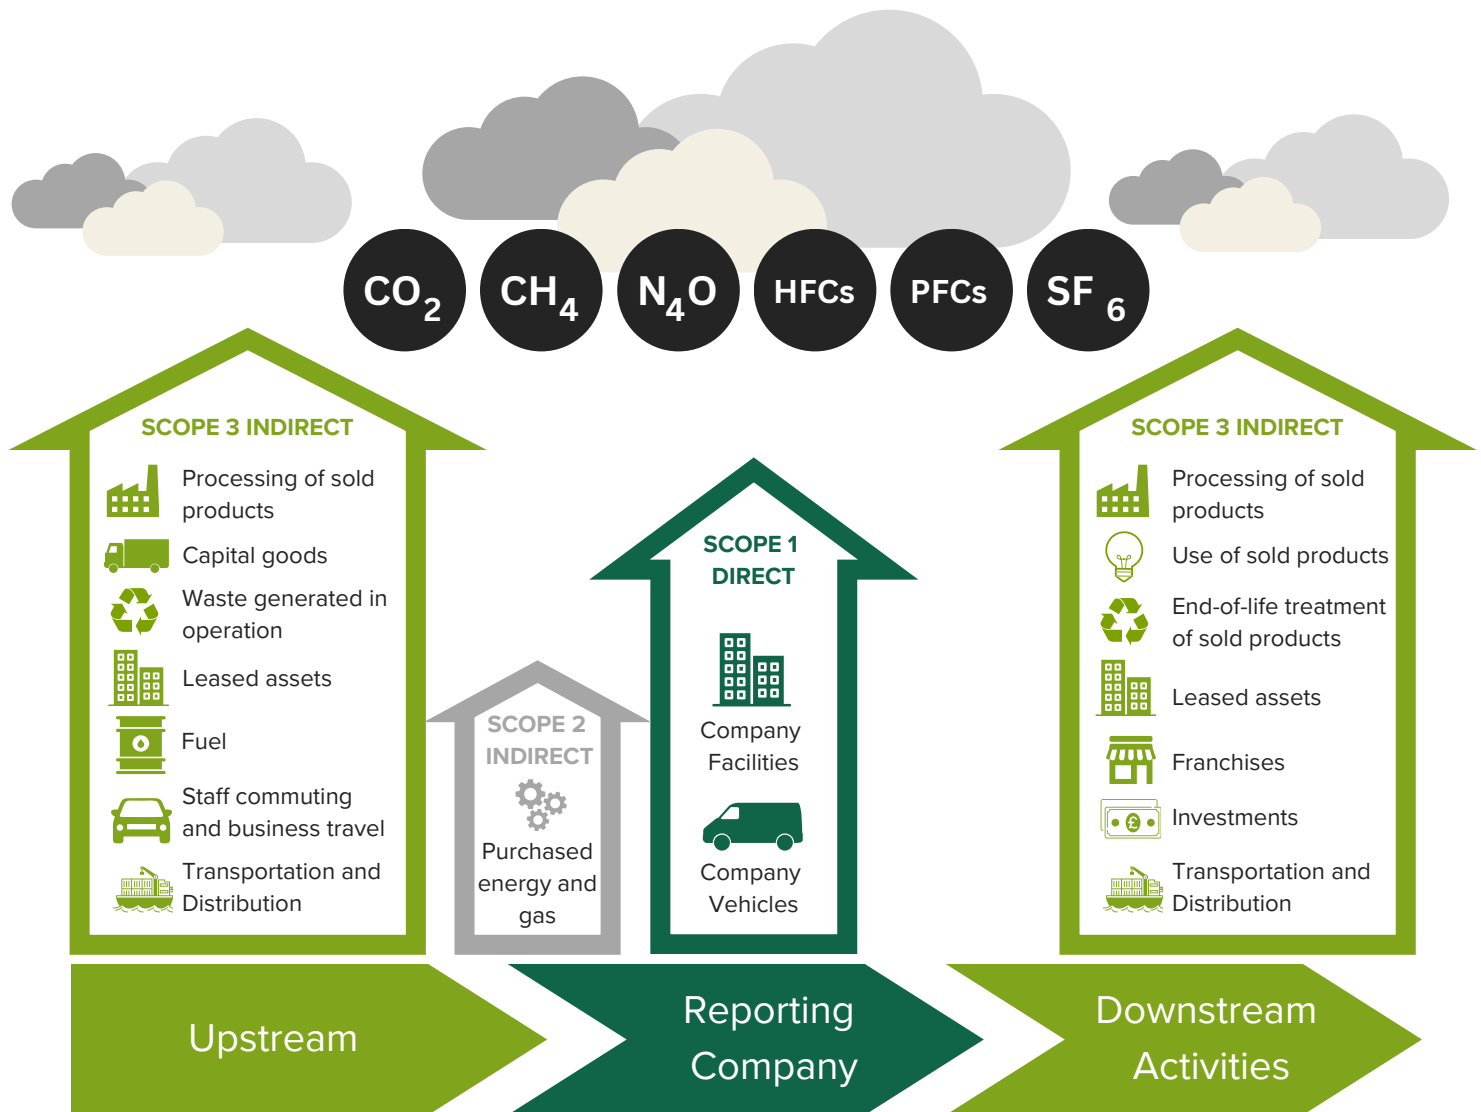 CO₂ CH₄ N₄O HFCs PFCs SF ₆
SCOPE 3 INDIRECT
Processing of sold
products
Capital goods
Waste generated in
operation
Leased assets
Fuel
Staff commuting
and business travel
Transportation and
Distribution
SCOPE 2
INDIRECT
Purchased
energy and
gas
SCOPE 1
DIRECT
Company
Facilities
Company
Vehicles
SCOPE 3 INDIRECT
Processing of sold
products
Use of sold products
End-of-life treatment
of sold products
Leased assets
Franchises
£
Investments
Transportation and
Distribution
Upstream
Reporting
Company
Downstream
Activities